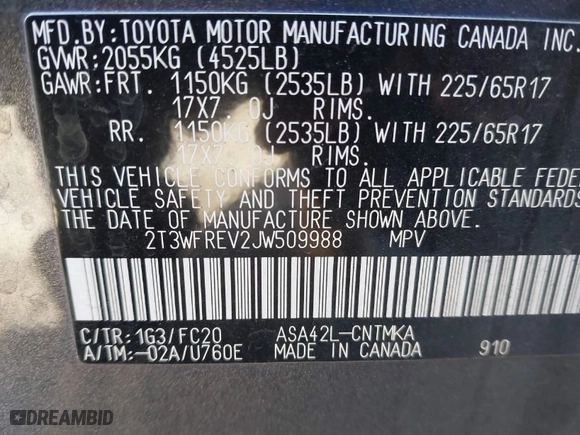 MFD.BY:TOYOTA MOTOR MANUFACTURING CANADA INC.
GVWR:2055KG (4525LB)
GAWR:FRT. 1150KG (2535LB) WITH 225/65R17
17X7.0J RIMS.
RR. 1150KG (2535LB) WITH 225/65R17
17X7.0J RIMS.
THIS VEHICLE CONFORMS TO ALL APPLICABLE FEDE
VEHICLE SAFETY AND THEFT PREVENTION STANDARDS
THE DATE OF MANUFACTURE SHOWN ABOVE.
2T3WFREV2JW509988 MPV
C/TR:1G3/FC20 ASA42L-CNTMKA
A/TM:-02A/U760E MADE IN CANADA 910
DREAMBID